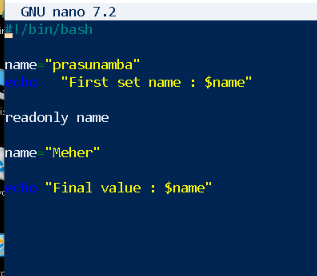 GNU nano 7.2
#!/bin/bash
name="prasunamba"
echo   "First set name : $name"
readonly name
name="Meher"
echo "Final value : $name"